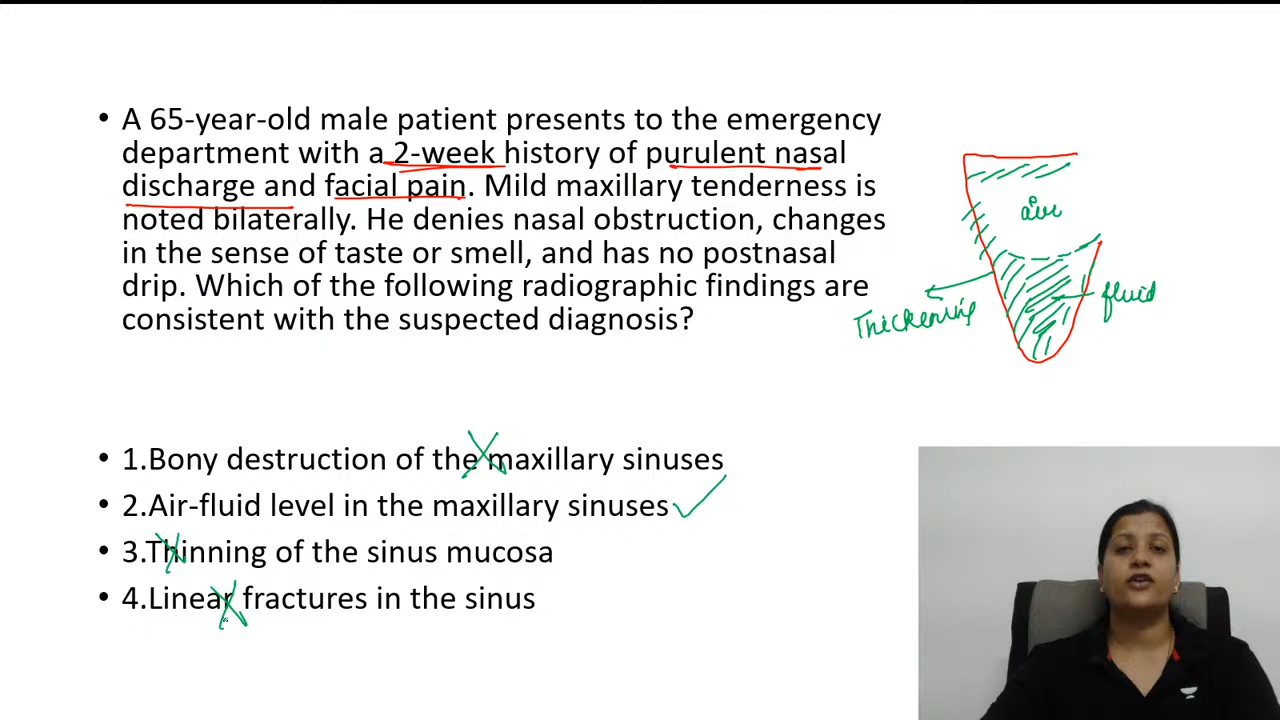 • A 65-year-old male patient presents to the emergency
department with a 2-week history of purulent nasal
discharge and facial pain. Mild maxillary tenderness is
noted bilaterally. He denies nasal obstruction, changes
in the sense of taste or smell, and has no postnasal
drip. Which of the following radiographic findings are
consistent with the suspected diagnosis?
air
fluid
Thickening
• 1.Bony destruction of the maxillary sinuses
• 2.Air-fluid level in the maxillary sinuses
• 3.Thinning of the sinus mucosa
• 4.Linear fractures in the sinus